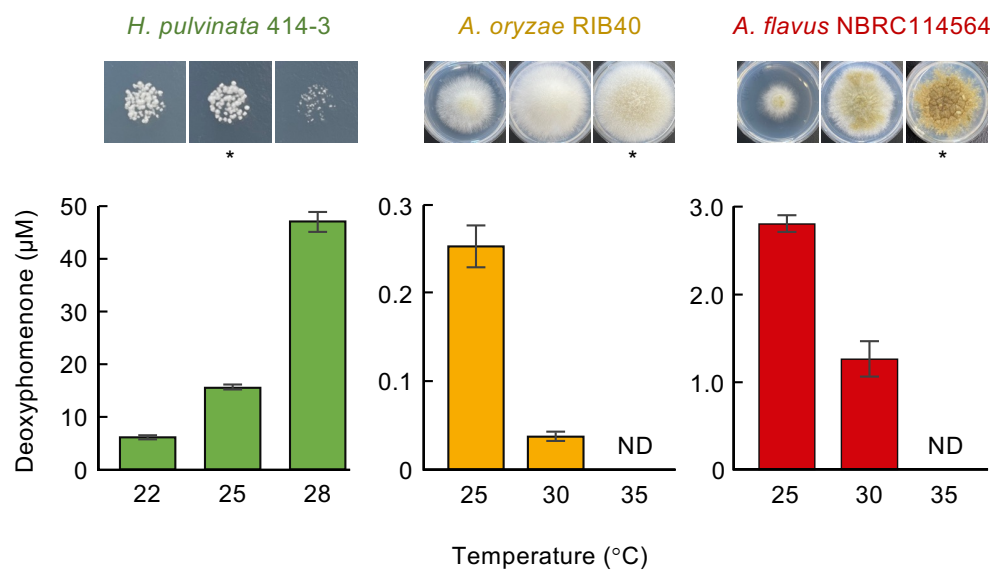 H. pulvinata 414-3
A. oryzae RIB40
A. flavus NBRC114564
* * *
Deoxyphomenone (µM)
50
40
30
20
10
0
22 25 28
0.3
0.2
0.1
0
ND
25 30 35
3.0
2.0
1.0
0
ND
25 30 35
Temperature (°C)